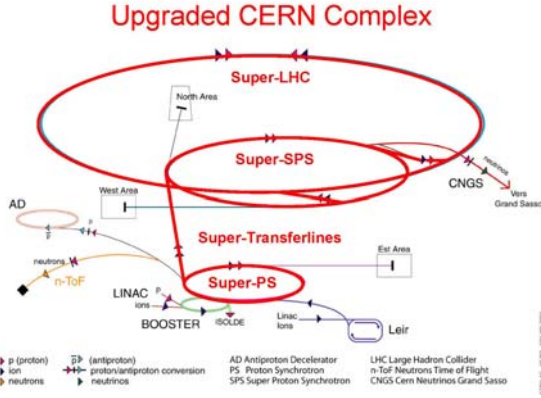 Upgraded CERN Complex
Super-LHC
North Area
Super-SPS
neutrinos
CNGS
Vers
Grand Sasso
West Area
AD
p
p̅
Super-Transferlines
Est Area
neutrons
n-ToF
Super-PS
LINAC
p
ions
BOOSTER
ISOLDE
Linac
Ions
Leir
p (proton)
ion
neutrons
p̅ (antiproton)
proton/antiproton conversion
neutrinos
AD Antiproton Decelerator
PS Proton Synchrotron
SPS Super Proton Synchrotron
LHC Large Hadron Collider
n-ToF Neutrons Time of Flight
CNGS Cern Neutrinos Grand Sasso